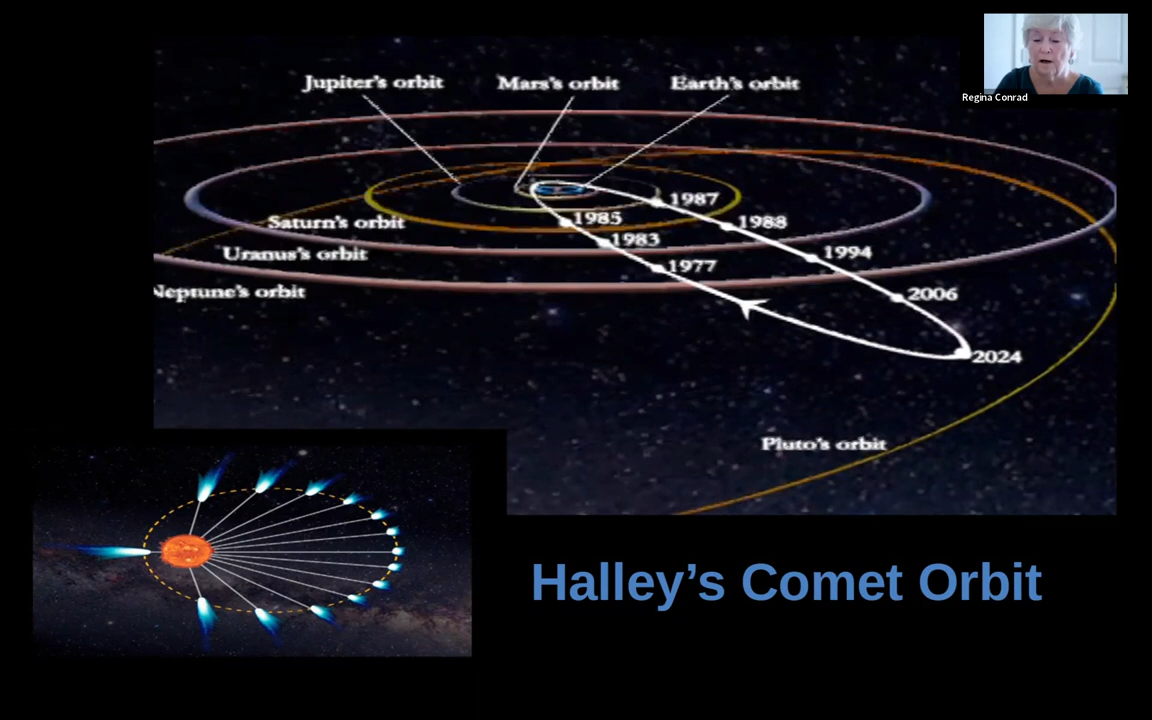 Jupiter's orbit
Mars's orbit
Earth's orbit
Regina Conrad
1987
1985
1988
Saturn's orbit
1983
Uranus's orbit
1994
1977
Neptune's orbit
2006
2024
Pluto's orbit
Halley’s Comet Orbit